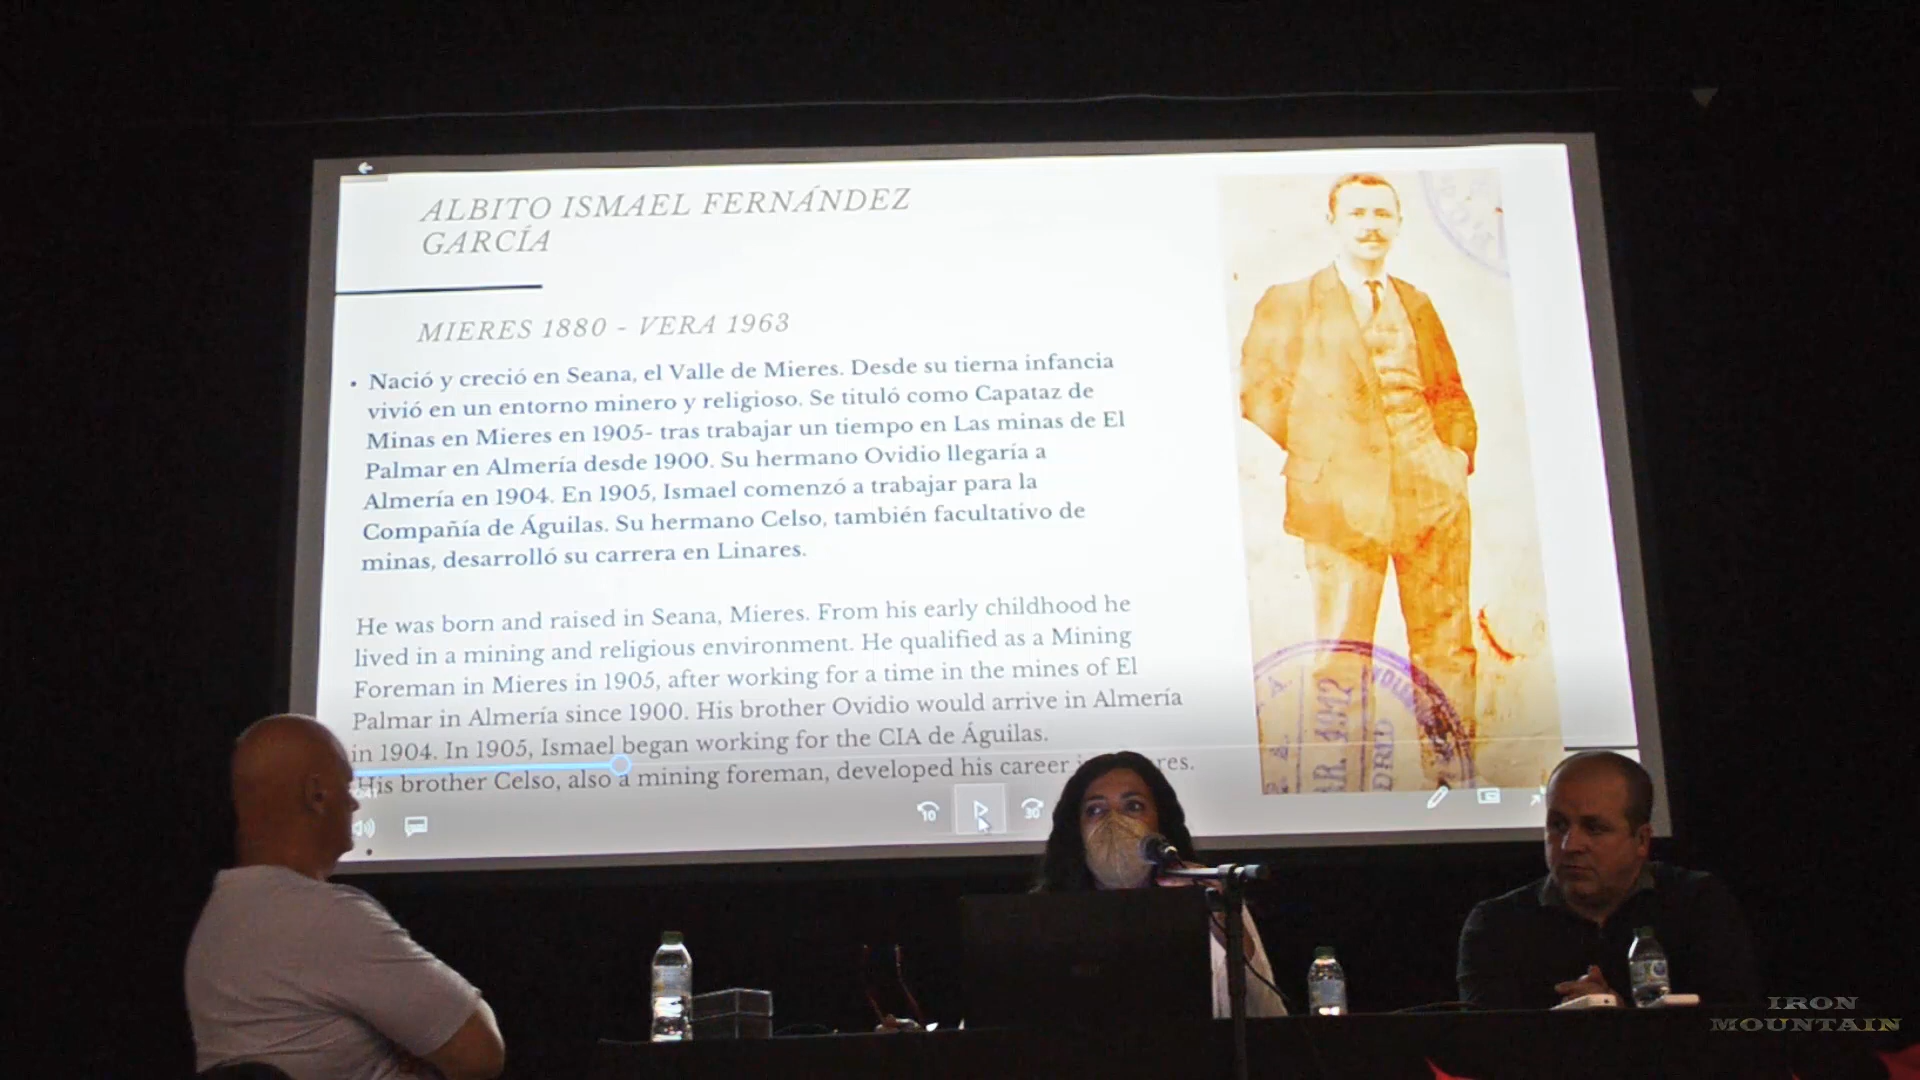 ALBITO ISMAEL FERNÁNDEZ
GARCÍA
MIERES 1880 - VERA 1963
• Nació y creció en Seana, el Valle de Mieres. Desde su tierna infancia
vivió en un entorno minero y religioso. Se tituló como Capataz de
Minas en Mieres en 1905- tras trabajar un tiempo en Las minas de El
Palmar en Almería desde 1900. Su hermano Ovidio llegaría a
Almería en 1904. En 1905, Ismael comenzó a trabajar para la
Compañía de Águilas. Su hermano Celso, también facultativo de
minas, desarrolló su carrera en Linares.
He was born and raised in Seana, Mieres. From his early childhood he
lived in a mining and religious environment. He qualified as a Mining
Foreman in Mieres in 1905, after working for a time in the mines of El
Palmar in Almería since 1900. His brother Ovidio would arrive in Almería
in 1904. In 1905, Ismael began working for the CIA de Águilas.
His brother Celso, also a mining foreman, developed his career
10
30
1912
IRON
MOUNTAIN